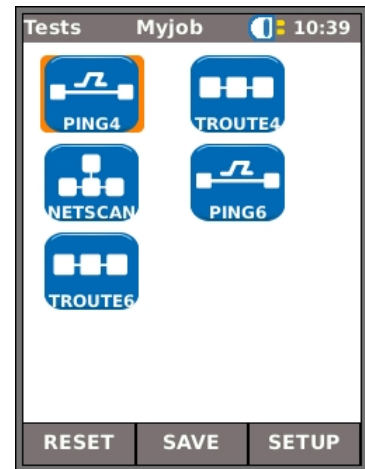 Tests Myjob 10:39
PING4 TROUTE4
NETSCAN PING6
TROUTE6
RESET SAVE SETUP